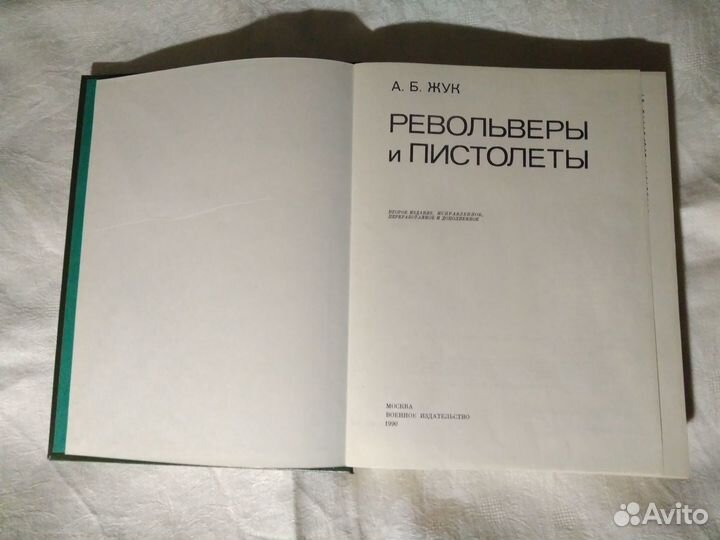 А. Б. ЖУК
РЕВОЛЬВЕРЫ
и ПИСТОЛЕТЫ
ВТОРОЕ ИЗДАНИЕ, ИСПРАВЛЕННОЕ,
ПЕРЕРАБОТАННОЕ И ДОПОЛНЕННОЕ
МОСКВА
ВОЕННОЕ ИЗДАТЕЛЬСТВО
1990
Avito